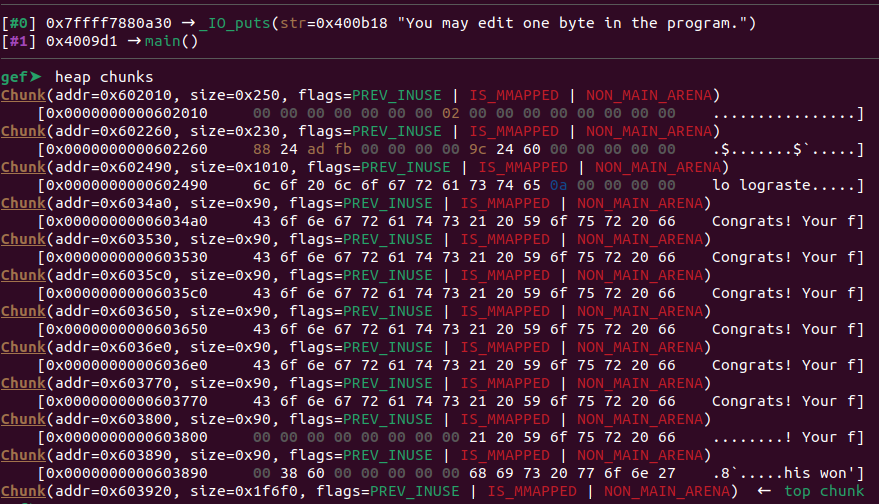 [#0] 0x7ffff7880a30 → _IO_puts(str=0x400b18 "You may edit one byte in the program.")
[#1] 0x4009d1 → main()
gef➤  heap chunks
Chunk(addr=0x602010, size=0x250, flags=PREV_INUSE | IS_MMAPPED | NON_MAIN_ARENA)
    [0x0000000000602010     00 00 00 00 00 00 00 02 00 00 00 00 00 00 00 00    ................]
Chunk(addr=0x602260, size=0x230, flags=PREV_INUSE | IS_MMAPPED | NON_MAIN_ARENA)
    [0x0000000000602260     88 24 ad fb 00 00 00 00 9c 24 60 00 00 00 00 00    .$.......$`.....]
Chunk(addr=0x602490, size=0x1010, flags=PREV_INUSE | IS_MMAPPED | NON_MAIN_ARENA)
    [0x0000000000602490     6c 6f 20 6c 6f 67 72 61 73 74 65 0a 00 00 00 00    lo lograste.....]
Chunk(addr=0x6034a0, size=0x90, flags=PREV_INUSE | IS_MMAPPED | NON_MAIN_ARENA)
    [0x00000000006034a0     43 6f 6e 67 72 61 74 73 21 20 59 6f 75 72 20 66    Congrats! Your f]
Chunk(addr=0x603530, size=0x90, flags=PREV_INUSE | IS_MMAPPED | NON_MAIN_ARENA)
    [0x0000000000603530     43 6f 6e 67 72 61 74 73 21 20 59 6f 75 72 20 66    Congrats! Your f]
Chunk(addr=0x6035c0, size=0x90, flags=PREV_INUSE | IS_MMAPPED | NON_MAIN_ARENA)
    [0x00000000006035c0     43 6f 6e 67 72 61 74 73 21 20 59 6f 75 72 20 66    Congrats! Your f]
Chunk(addr=0x603650, size=0x90, flags=PREV_INUSE | IS_MMAPPED | NON_MAIN_ARENA)
    [0x0000000000603650     43 6f 6e 67 72 61 74 73 21 20 59 6f 75 72 20 66    Congrats! Your f]
Chunk(addr=0x6036e0, size=0x90, flags=PREV_INUSE | IS_MMAPPED | NON_MAIN_ARENA)
    [0x00000000006036e0     43 6f 6e 67 72 61 74 73 21 20 59 6f 75 72 20 66    Congrats! Your f]
Chunk(addr=0x603770, size=0x90, flags=PREV_INUSE | IS_MMAPPED | NON_MAIN_ARENA)
    [0x0000000000603770     43 6f 6e 67 72 61 74 73 21 20 59 6f 75 72 20 66    Congrats! Your f]
Chunk(addr=0x603800, size=0x90, flags=PREV_INUSE | IS_MMAPPED | NON_MAIN_ARENA)
    [0x0000000000603800     00 00 00 00 00 00 00 00 21 20 59 6f 75 72 20 66    ........! Your f]
Chunk(addr=0x603890, size=0x90, flags=PREV_INUSE | IS_MMAPPED | NON_MAIN_ARENA)
    [0x0000000000603890     00 38 60 00 00 00 00 00 68 69 73 20 77 6f 6e 27    .8`.....his won']
Chunk(addr=0x603920, size=0x1f6f0, flags=PREV_INUSE | IS_MMAPPED | NON_MAIN_ARENA)  ←  top chunk